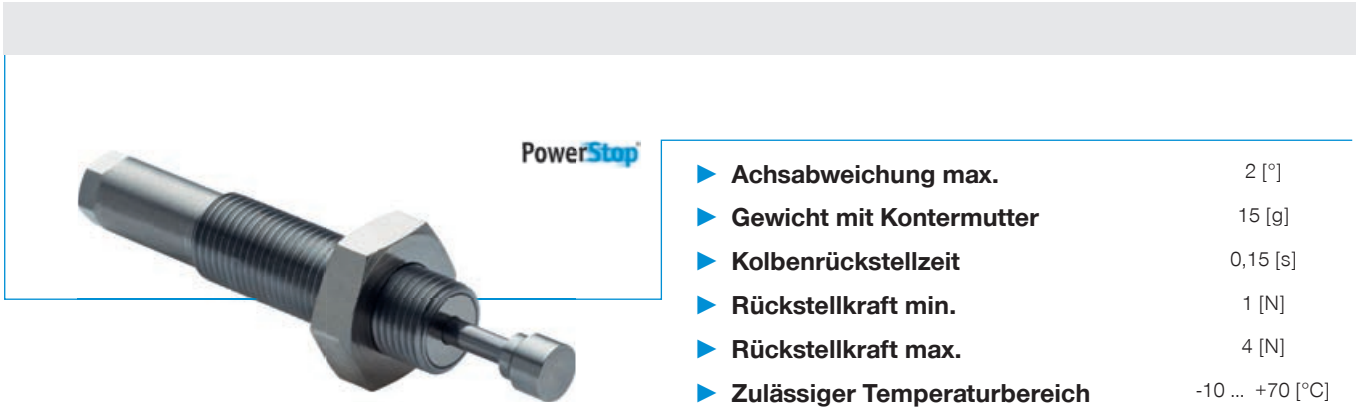 PowerStop®
Achsabweichung max. 2 [°]
Gewicht mit Kontermutter 15 [g]
Kolbenrückstellzeit 0,15 [s]
Rückstellkraft min. 1 [N]
Rückstellkraft max. 4 [N]
Zulässiger Temperaturbereich -10 ... +70 [°C]